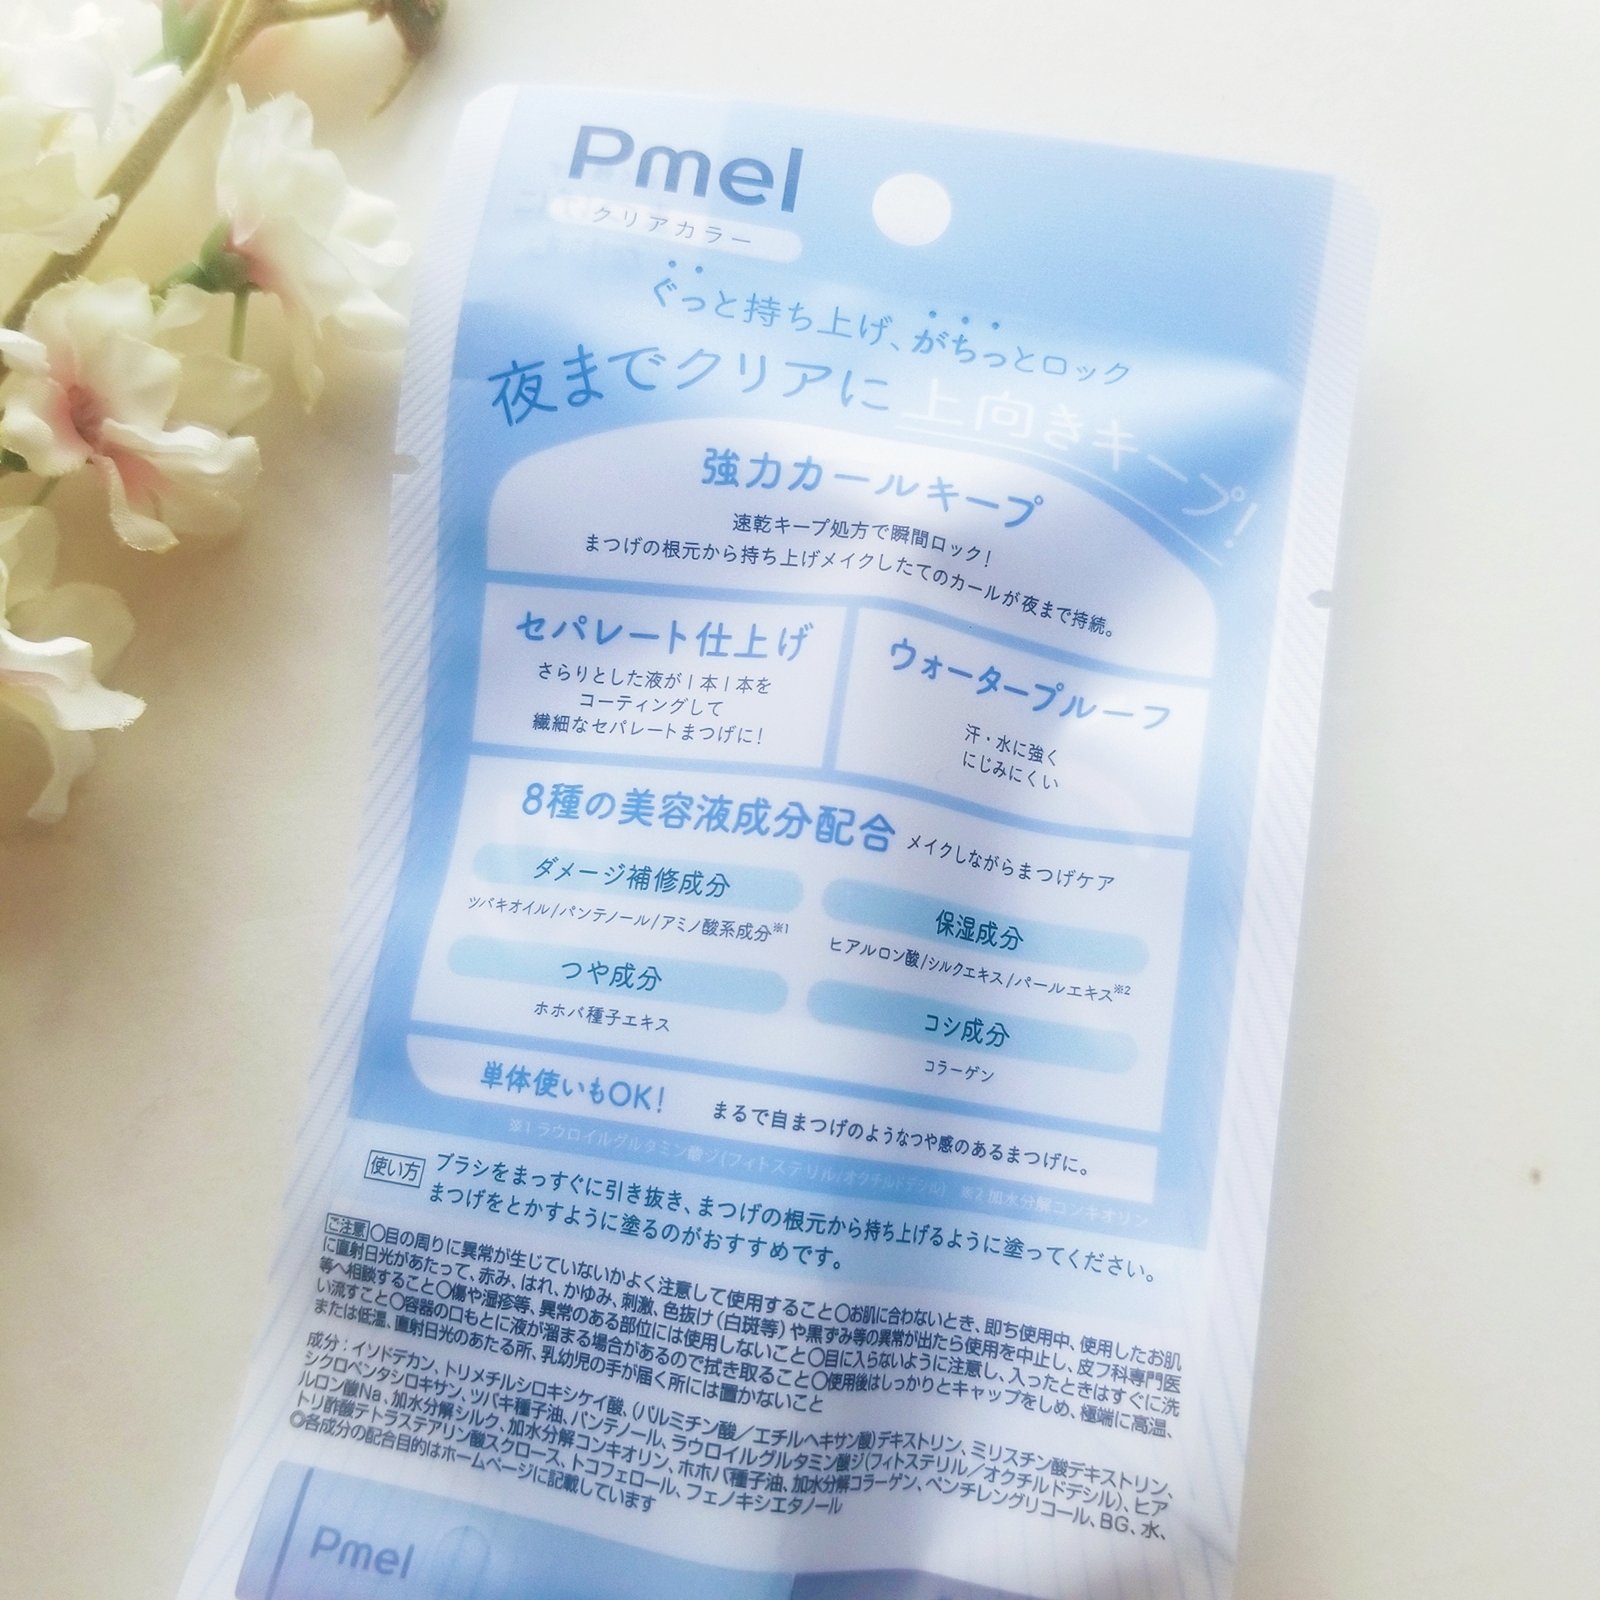 Pmel
クリアカラー
ぐっと持ち上げ、がちっとロック
夜までクリアに上向きキープ!
強力カールキープ
速乾キープ処方で瞬間ロック!
まつげの根元から持ち上げメイクしたてのカールが夜まで持続。
セパレート仕上げ
さらりとした液が1本1本を
コーティングして
繊細なセパレートまつげに!
ウォータープルーフ
汗・水に強く
にじみにくい
8種の美容液成分配合 メイクしながらまつげケア
ダメージ補修成分
ツバキオイル/パンテノール/アミノ酸系成分※1
保湿成分
ヒアルロン酸/シルクエキス/パールエキス※2
つや成分
ホホバ種子エキス
コシ成分
コラーゲン
単体使いもOK! まるで自まつげのようなつや感のあるまつげに。
※1 ラウロイルグルタミン酸ジ(フィトステリル/オクチルドデシル) ※2 加水分解コンキオリン
使い方 ブラシをまっすぐに引き抜き、まつげの根元から持ち上げるように塗ってください。
まつげをとかすように塗るのがおすすめです。
ご注意 〇目の周りに異常が生じていないかよく注意して使用すること〇お肌に合わないとき、即ち使用中、使用したお肌
に直射日光があたって、赤み、はれ、かゆみ、刺激、色抜け(白斑等)や黒ずみ等の異常が出たら使用を中止し、皮フ科専門医
等へ相談すること〇傷や湿疹等、異常のある部位には使用しないこと〇目に入らないように注意し、入ったときはすぐに洗
い流すこと〇容器の口もとに液が溜まる場合があるので拭き取ること〇使用後はしっかりとキャップをしめ、極端に高温、
または低温、直射日光のあたる所、乳幼児の手が届く所には置かないこと
成分:イソドデカン、トリメチルシロキシケイ酸、(パルミチン酸/エチルヘキサン酸)デキストリン、ミリスチン酸デキストリン、
シクロペンタシロキサン、ツバキ種子油、パンテノール、ラウロイルグルタミン酸ジ(フィトステリル/オクチルドデシル)、ヒア
ルロン酸Na、加水分解シルク、加水分解コンキオリン、ホホバ種子油、加水分解コラーゲン、ペンチレングリコール、BG、水、
トリ酢酸テトラステアリン酸スクロース、トコフェロール、フェノキシエタノール
◎各成分の配合目的はホームページに記載しています
Pmel